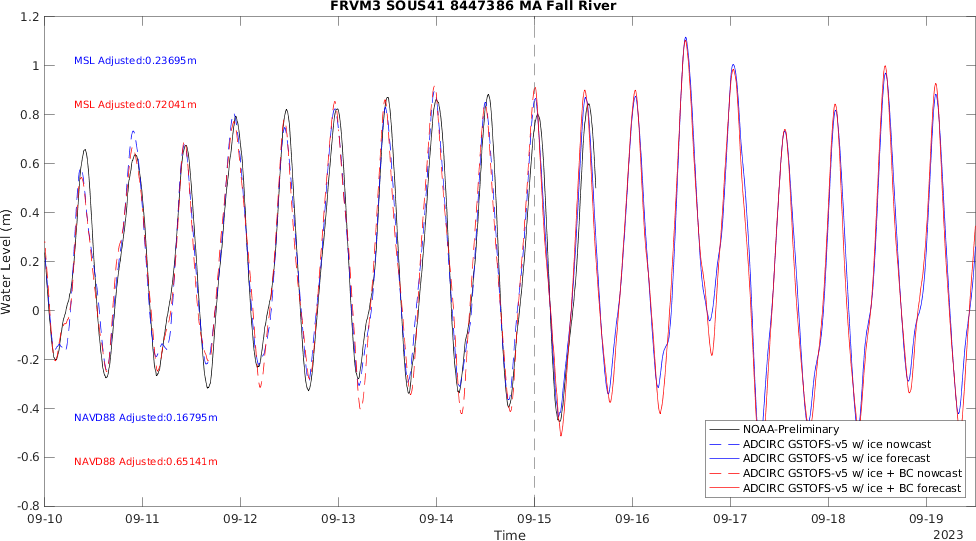 FRVM3 SOUS41 8447386 MA Fall River
1.2
1
0.8
0.6
0.4
0.2
0
-0.2
-0.4
-0.6
-0.8
Water Level (m)
MSL Adjusted:0.23695m
MSL Adjusted:0.72041m
NAVD88 Adjusted:0.16795m
NAVD88 Adjusted:0.65141m
NOAA-Preliminary
ADCIRC GSTOFS-v5 w/ ice nowcast
ADCIRC GSTOFS-v5 w/ ice forecast
ADCIRC GSTOFS-v5 w/ ice + BC nowcast
ADCIRC GSTOFS-v5 w/ ice + BC forecast
09-10 09-11 09-12 09-13 09-14 09-15 09-16 09-17 09-18 09-19
Time
2023